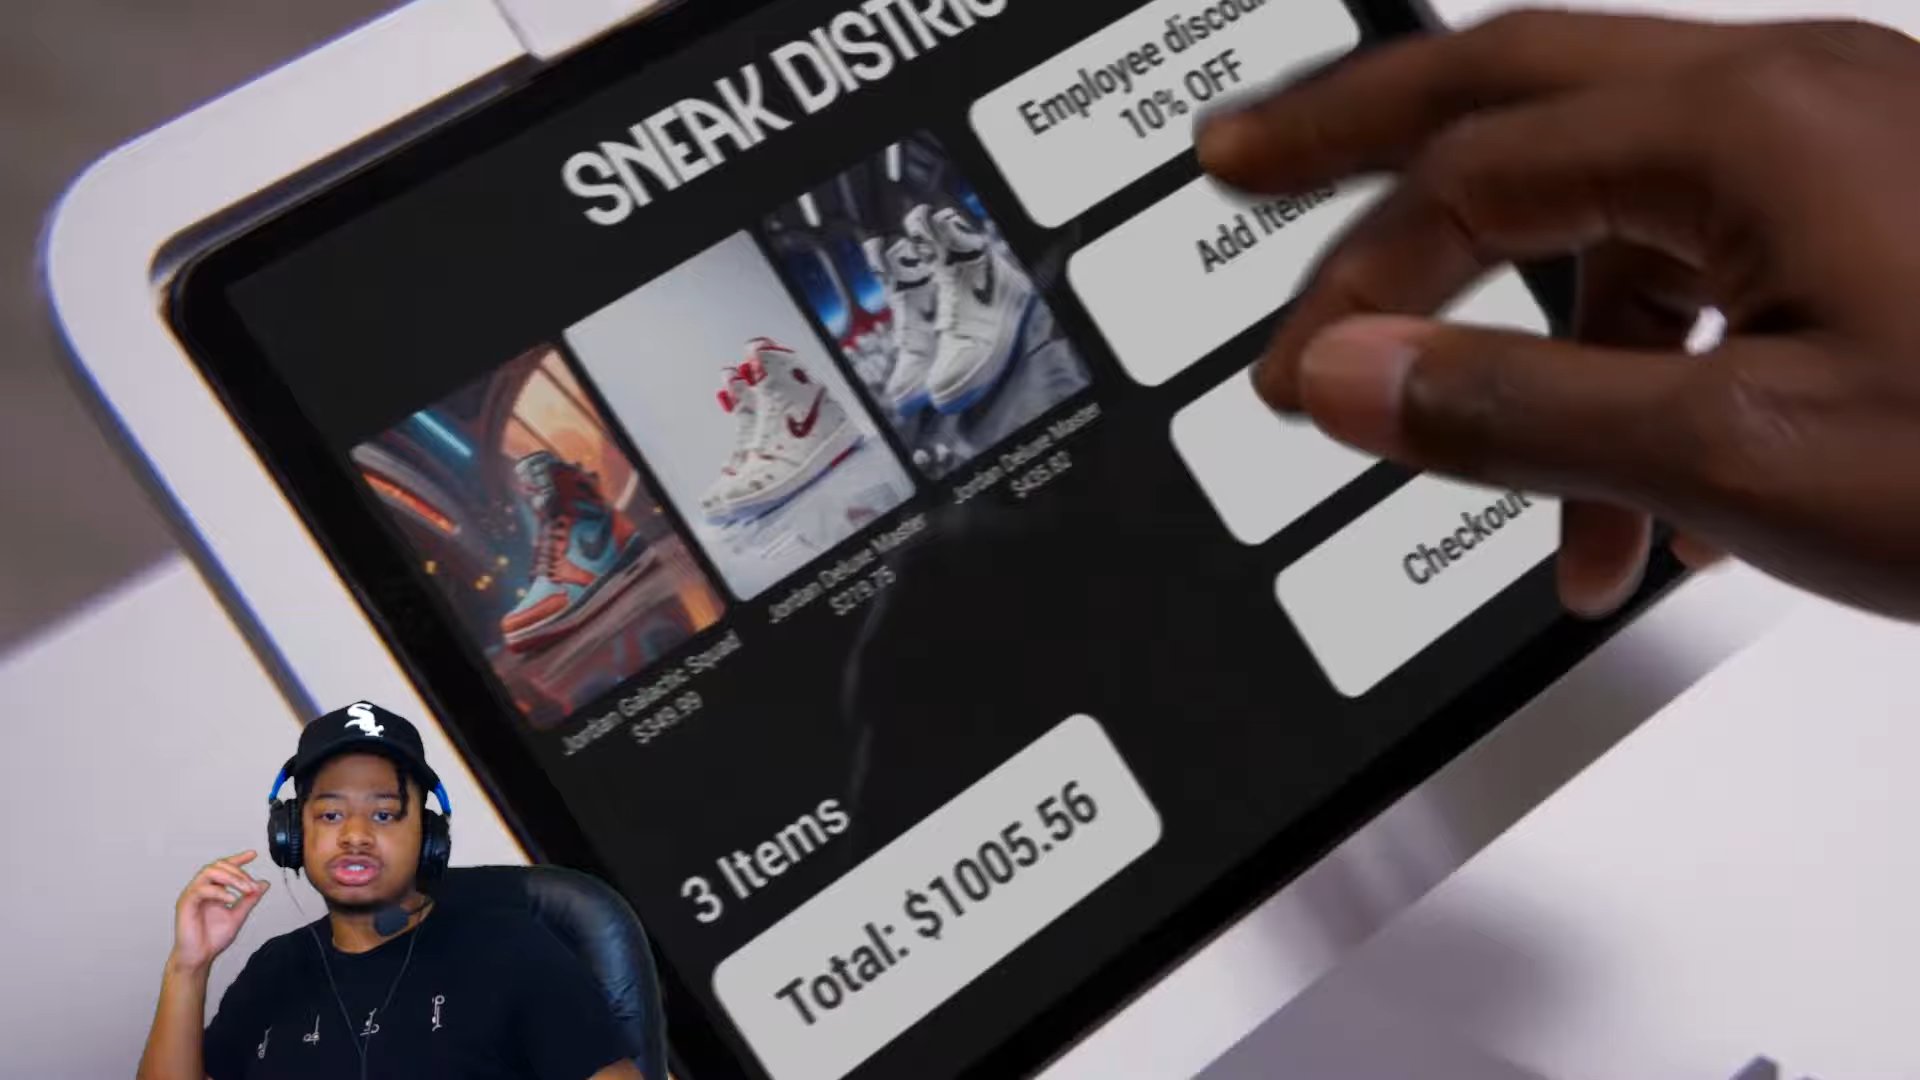 SNEAK DISTRIC
Employee discou
10% OFF
Add Items
Checkout
Jordan Galactic Squad
$349.99
Jordan Deluxe Master
$219.75
Jordan Deluxe Master
$435.82
3 Items
Total: $1005.56